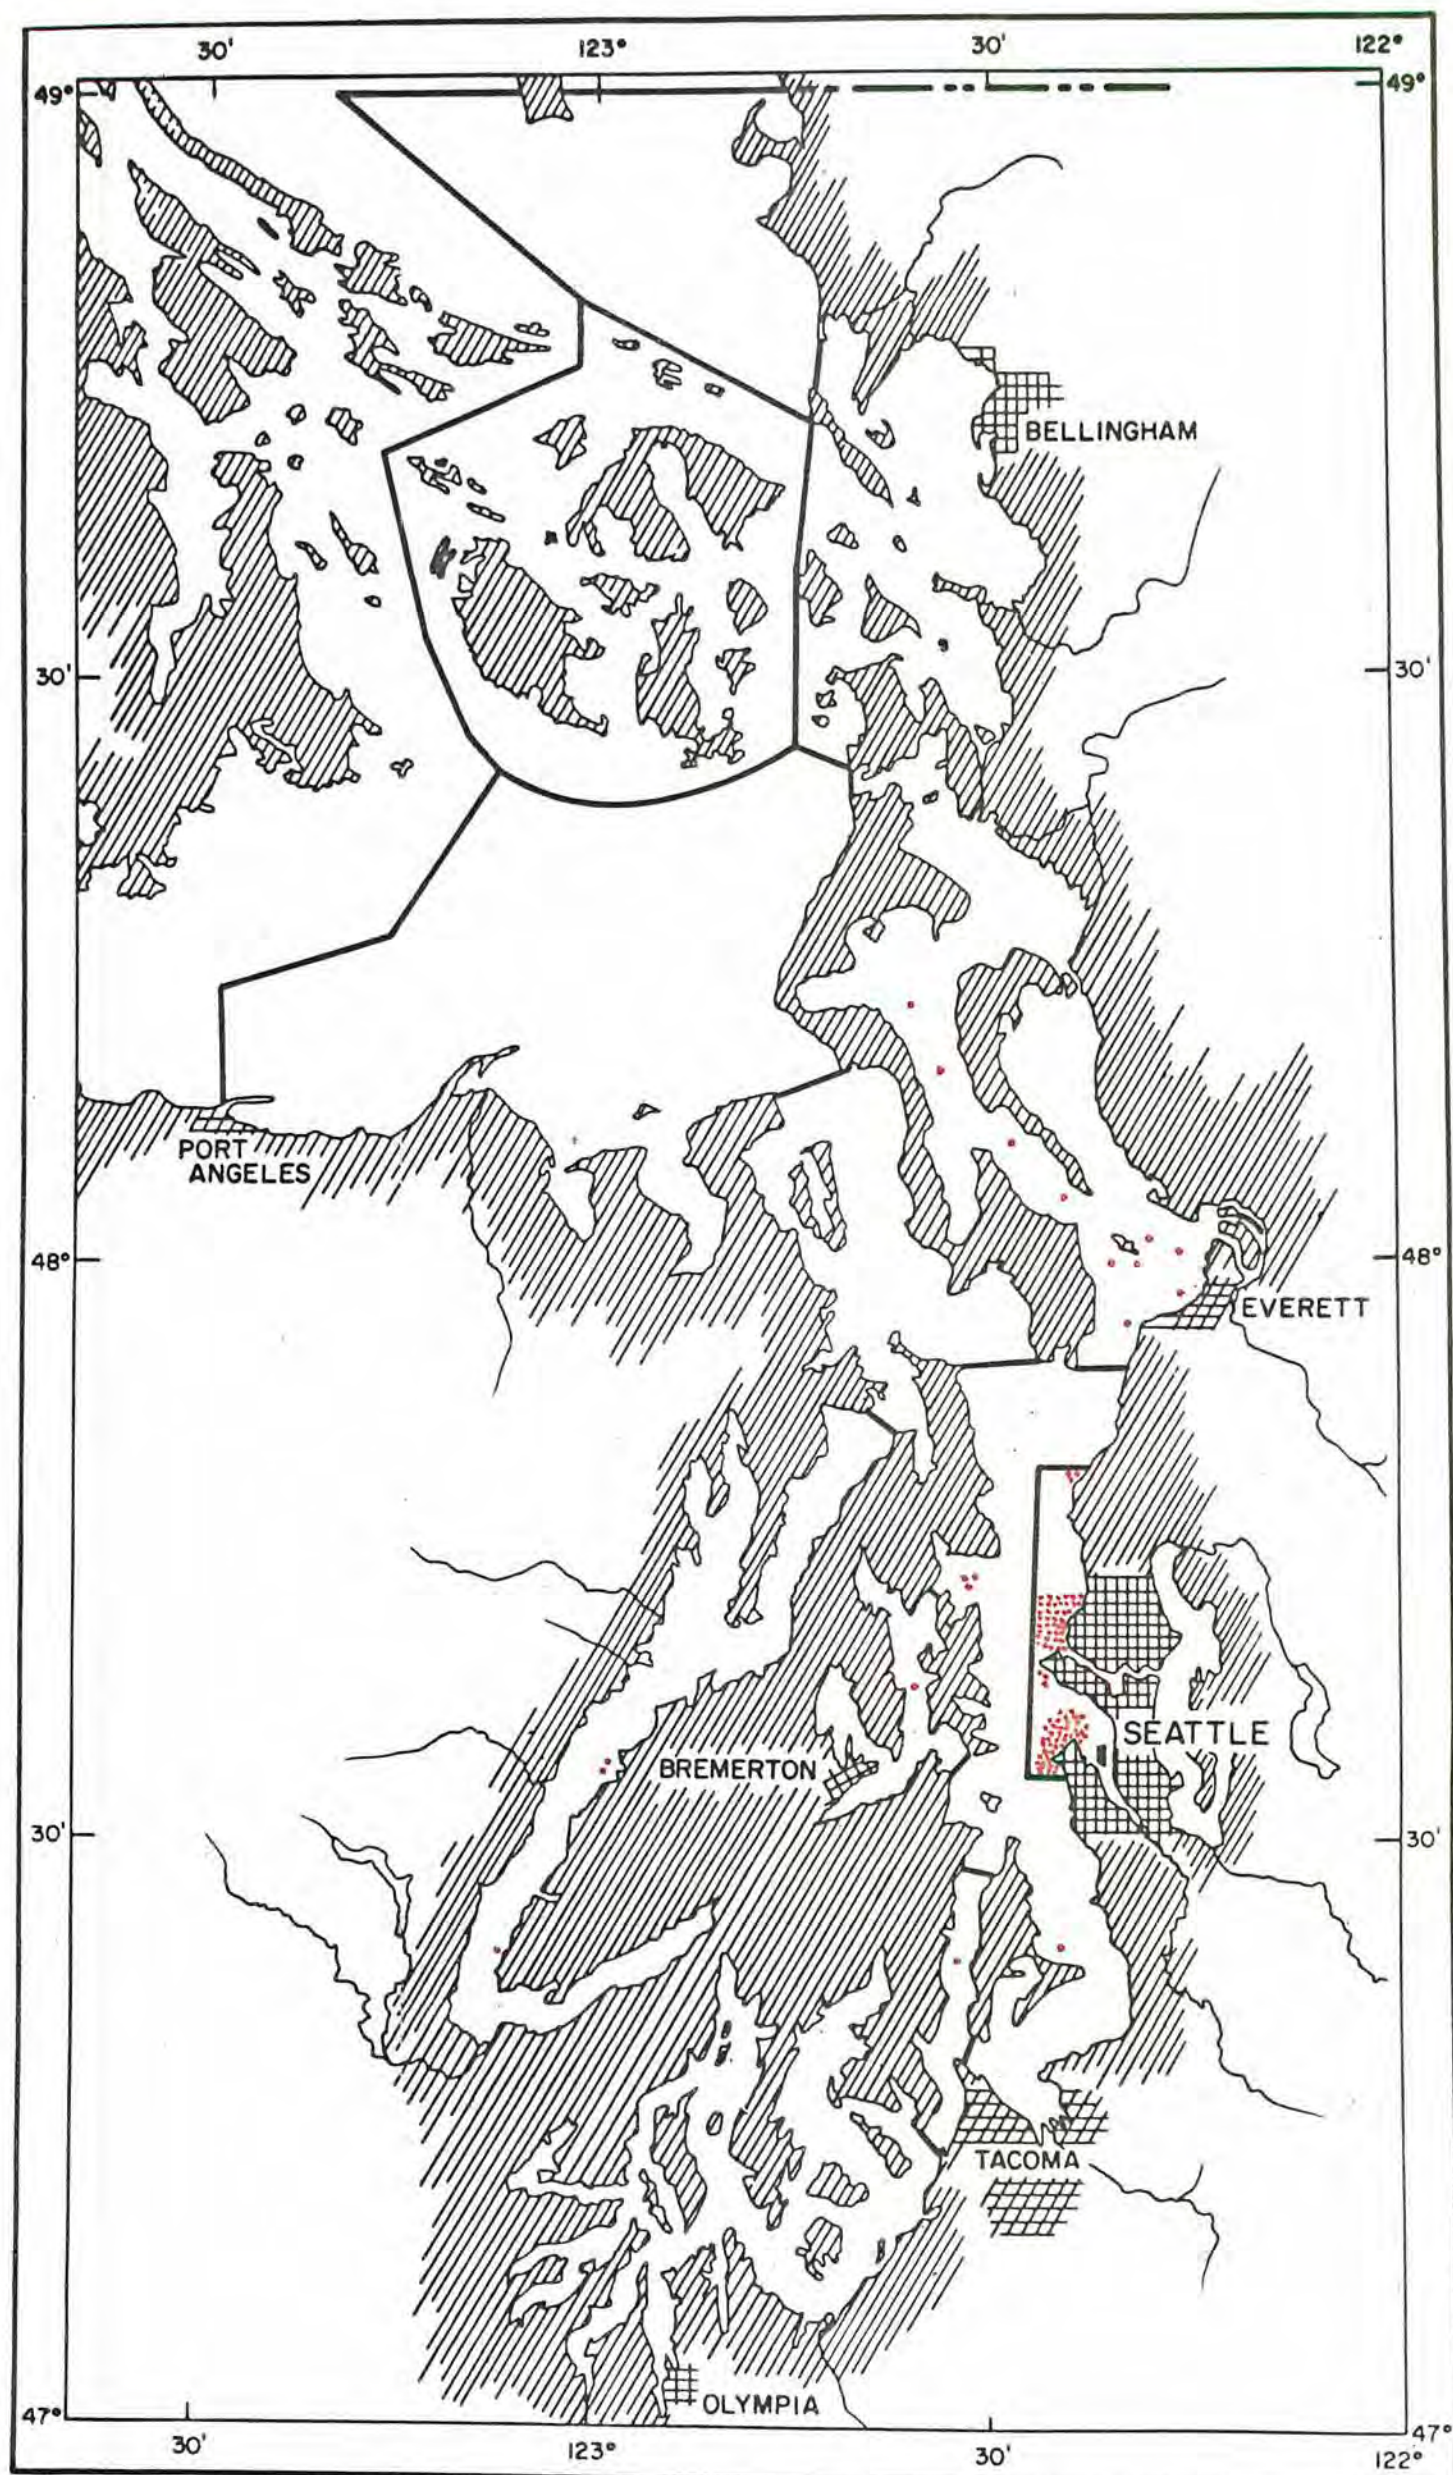 30' 123° 30' 122°
49° 49°
BELLINGHAM
30' 30'
PORT
ANGELES
48° 48°
EVERETT
SEATTLE
BREMERTON
30' 30'
TACOMA
OLYMPIA
47° 47°
30' 123° 30' 122°